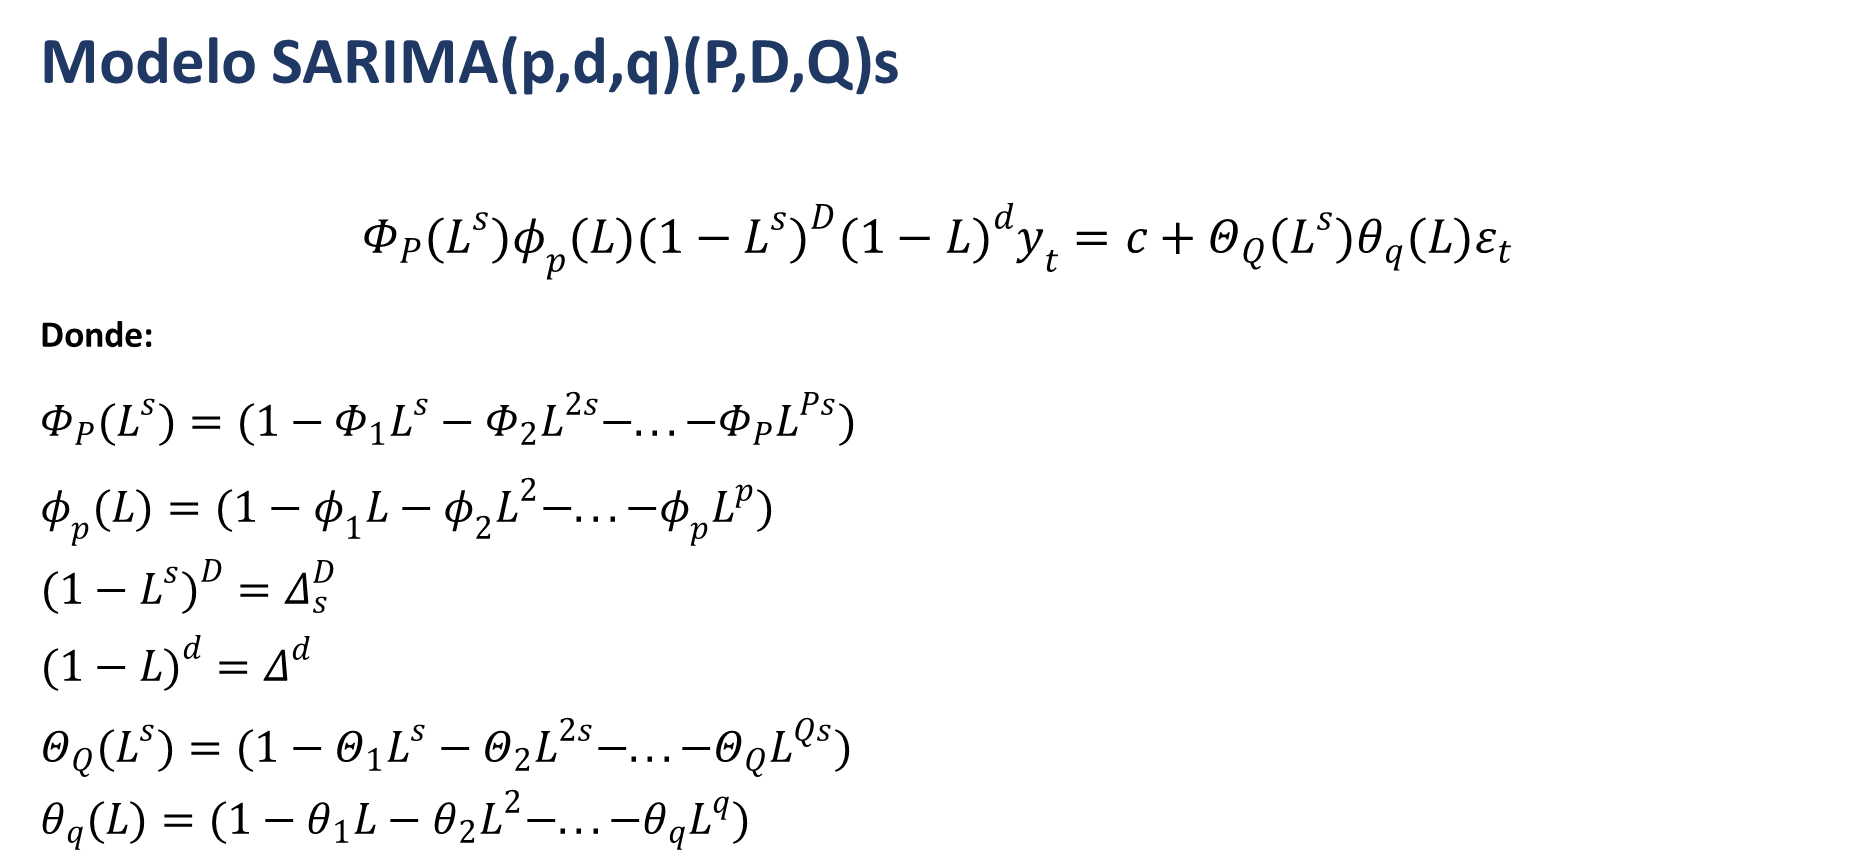 Modelo SARIMA(p,d,q)(P,D,Q)s
Φ_P(L^s)ϕ_p(L)(1 − L^s)^D(1 − L)^d y_t = c + Θ_Q(L^s)θ_q(L)ε_t
Donde:
Φ_P(L^s) = (1 − Φ_1L^s − Φ_2L^{2s}−...−Φ_PL^{Ps})
ϕ_p(L) = (1 − ϕ_1L − ϕ_2L^2−...−ϕ_pL^p)
(1 − L^s)^D = Δ_s^D
(1 − L)^d = Δ^d
Θ_Q(L^s) = (1 − Θ_1L^s − Θ_2L^{2s}−...−Θ_QL^{Qs})
θ_q(L) = (1 − θ_1L − θ_2L^2−...−θ_qL^q)